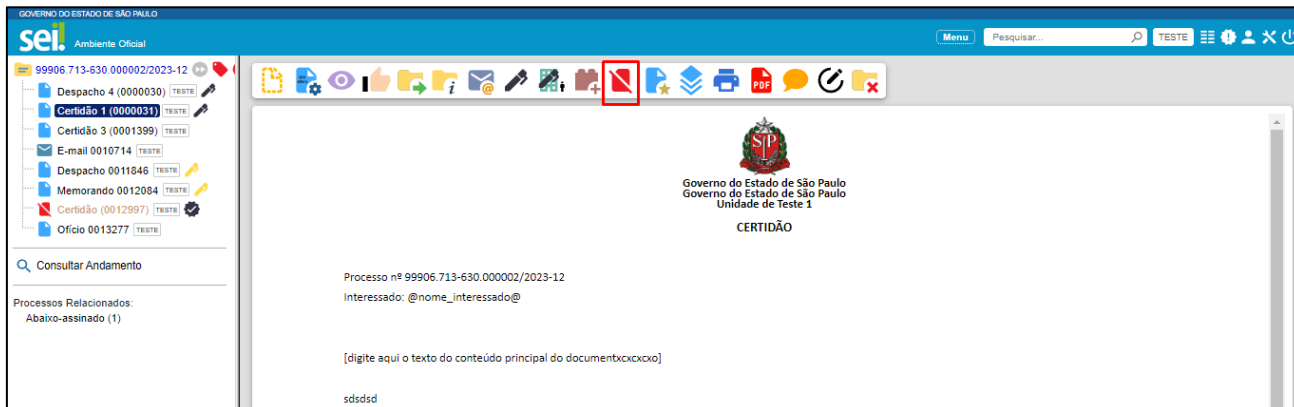 GOVERNO DO ESTADO DE SÃO PAULO
sei!
Ambiente Oficial
Menu
Pesquisar...
TESTE
99906.713-630.000002/2023-12
Despacho 4 (0000030) TESTE
Certidão 1 (0000031) TESTE
Certidão 3 (0001399) TESTE
E-mail 0010714 TESTE
Despacho 0011846 TESTE
Memorando 0012084 TESTE
Certidão (0012997) TESTE
Ofício 0013277 TESTE
Consultar Andamento
Processos Relacionados:
Abaixo-assinado (1)
PDF
SP
Governo do Estado de São Paulo
Governo do Estado de São Paulo
Unidade de Teste 1
CERTIDÃO
Processo nº 99906.713-630.000002/2023-12
Interessado: @nome_interessado@
[digite aqui o texto do conteúdo principal do documentxcxcxcxo]
sdsdsd